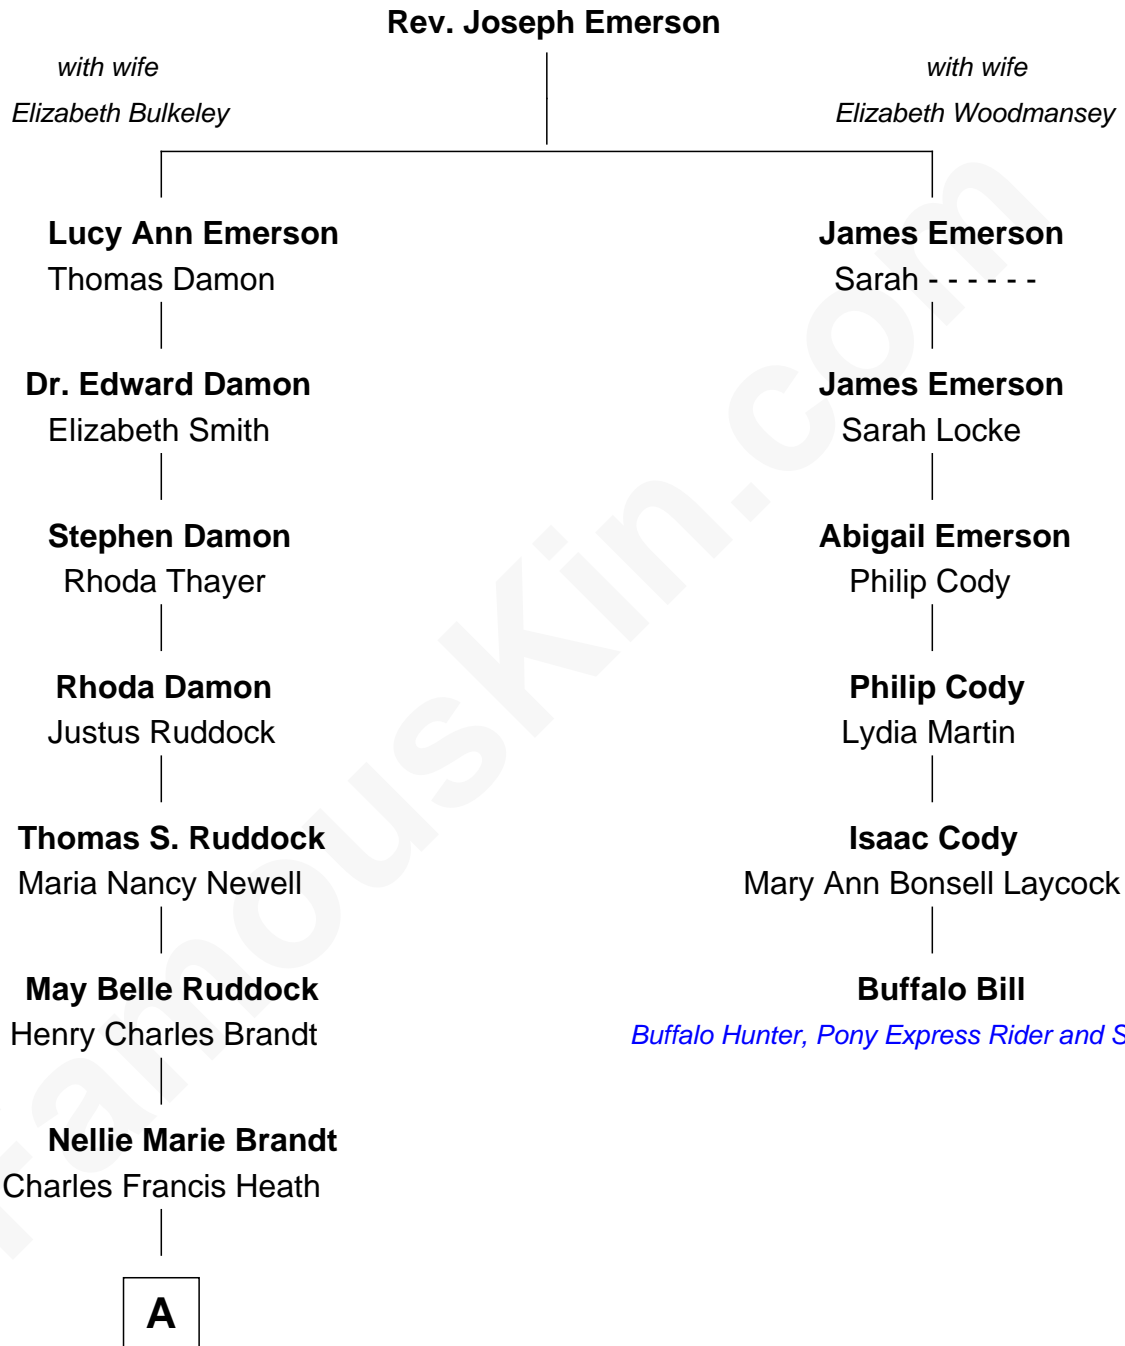 Rev. Joseph Emerson
with wife
Elizabeth Bulkeley
with wife
Elizabeth Woodmansey
Lucy Ann Emerson
Thomas Damon
James Emerson
Sarah - - - - - -
Dr. Edward Damon
Elizabeth Smith
James Emerson
Sarah Locke
Stephen Damon
Rhoda Thayer
Abigail Emerson
Philip Cody
Rhoda Damon
Justus Ruddock
Philip Cody
Lydia Martin
Thomas S. Ruddock
Maria Nancy Newell
Isaac Cody
Mary Ann Bonsell Laycock
May Belle Ruddock
Henry Charles Brandt
Buffalo Bill
Buffalo Hunter, Pony Express Rider and S
Nellie Marie Brandt
Charles Francis Heath
A
FamousKin.com